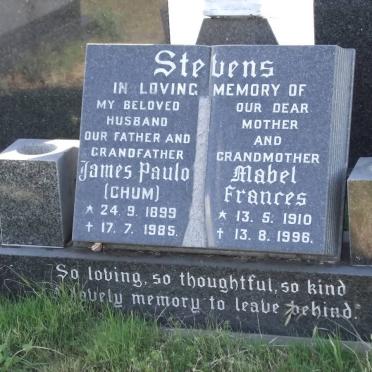 Stevens
IN LOVING MEMORY OF
MY BELOVED
HUSBAND
OUR FATHER AND
GRANDFATHER
James Paulo
(CHUM)
* 24. 9. 1899
† 17. 7. 1985.
OUR DEAR
MOTHER
AND
GRANDMOTHER
Mabel
Frances
* 13. 5. 1910
† 13. 8. 1996.
So loving, so thoughtful, so kind
a lovely memory to leave behind.